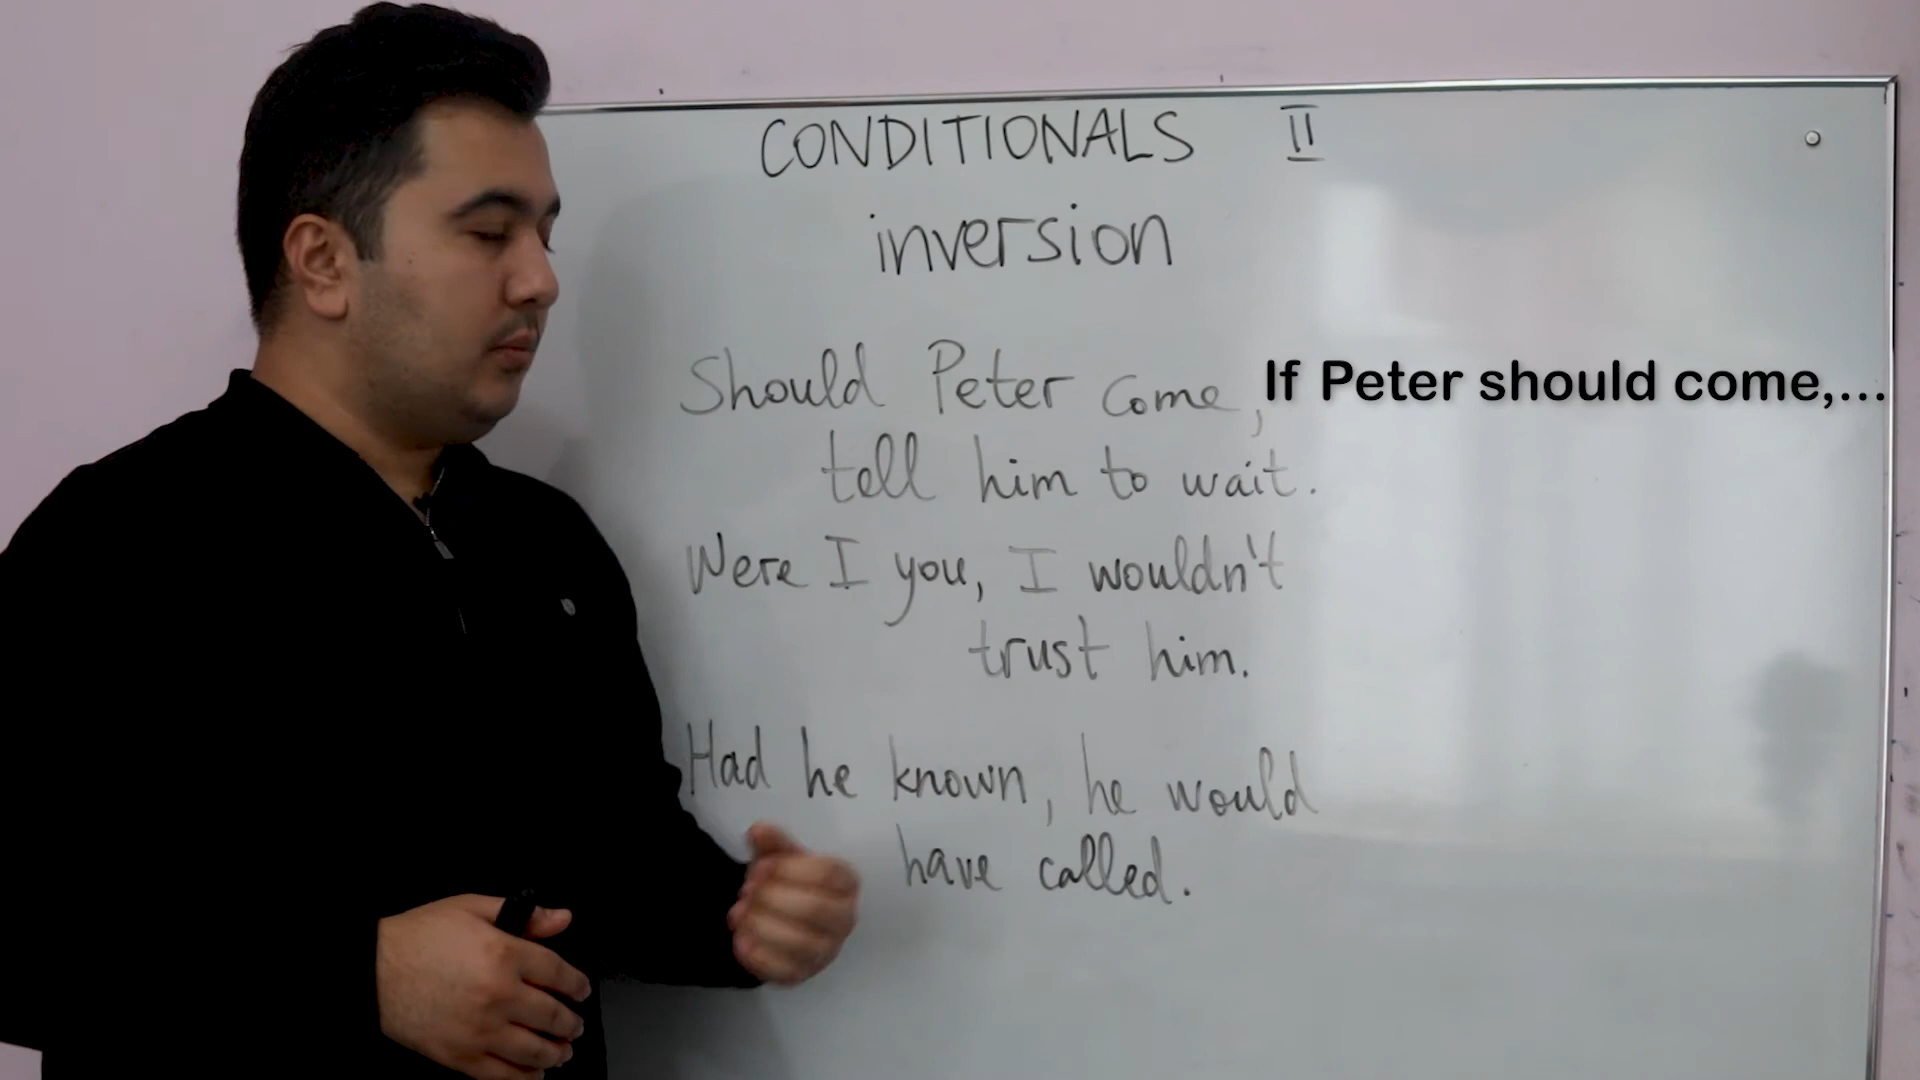 CONDITIONALS II
inversion
Should Peter come,
If Peter should come,...
tell him to wait.
Were I you, I wouldn't
trust him.
Had he known, he would
have called.